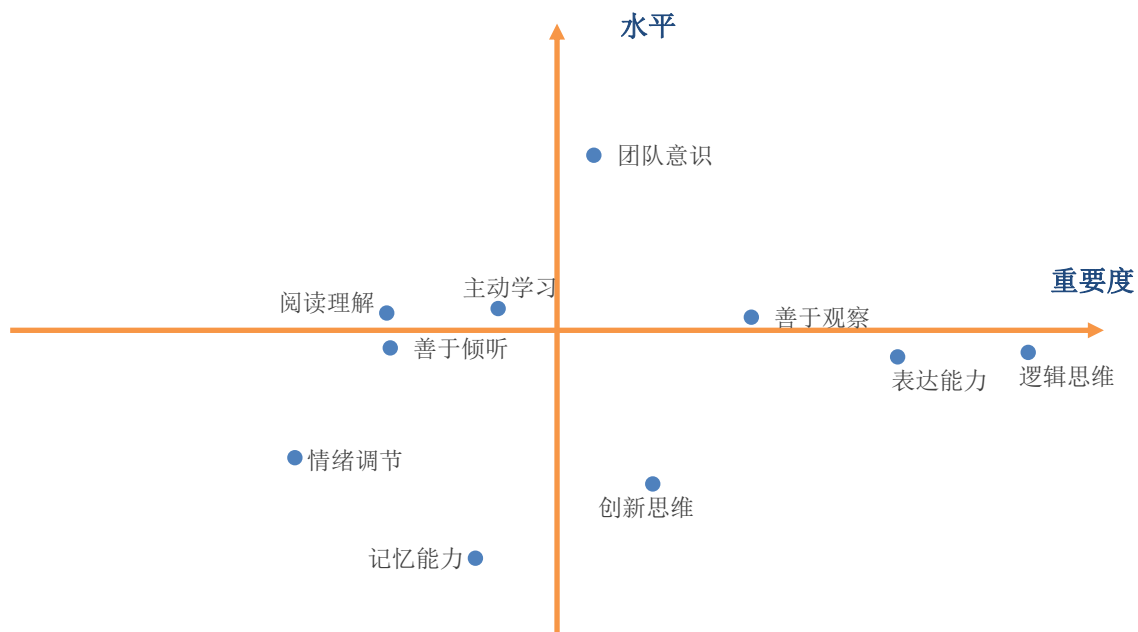 水平
团队意识
重要度
主动学习
阅读理解
善于观察
善于倾听
表达能力
逻辑思维
情绪调节
创新思维
记忆能力